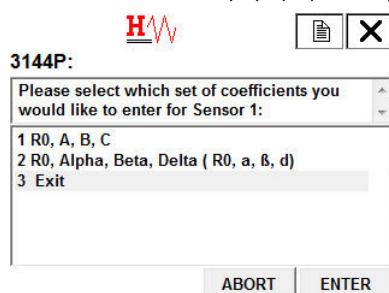 H
3144P:
Please select which set of coefficients you
would like to enter for Sensor 1:
1 R0, A, B, C
2 R0, Alpha, Beta, Delta ( R0, a, ß, d)
3 Exit
ABORT ENTER